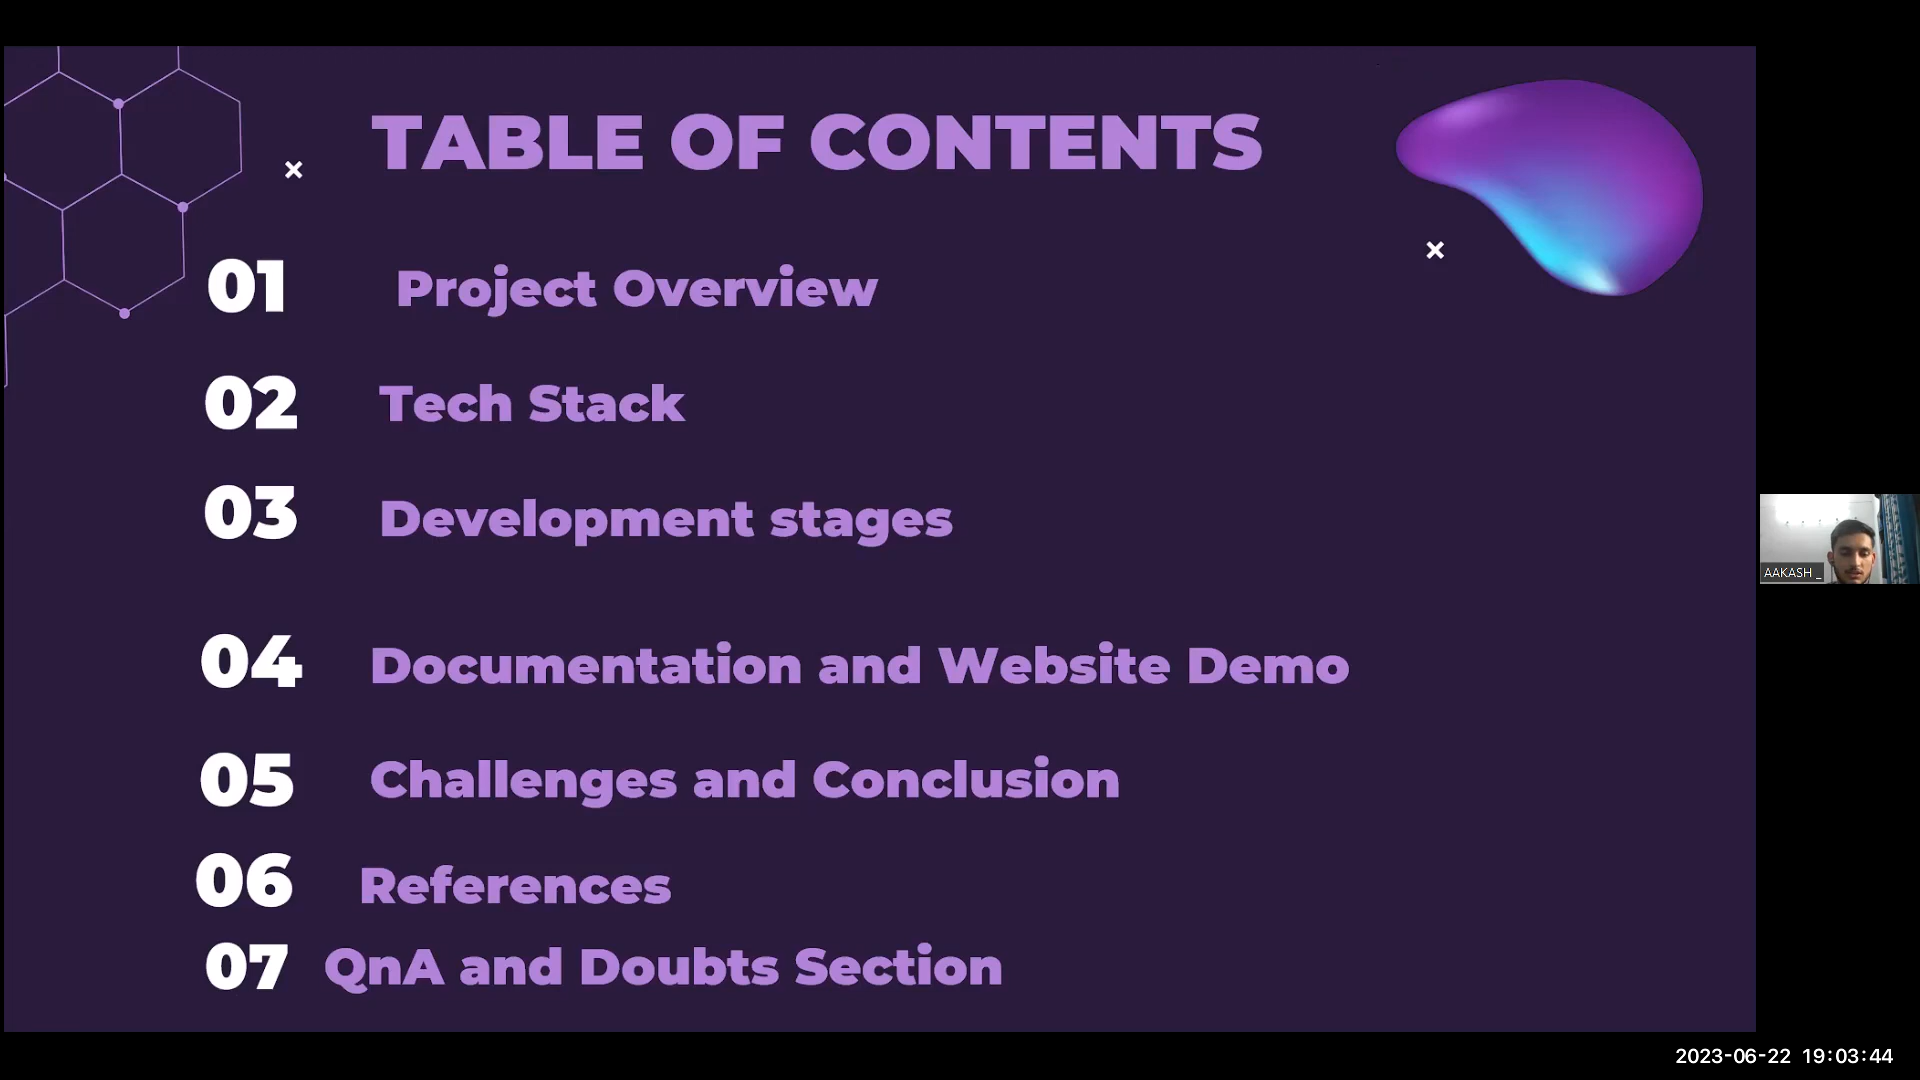 TABLE OF CONTENTS
01 Project Overview
02 Tech Stack
03 Development stages
04 Documentation and Website Demo
05 Challenges and Conclusion
06 References
07 QnA and Doubts Section
AAKASH _
2023-06-22 19:03:44